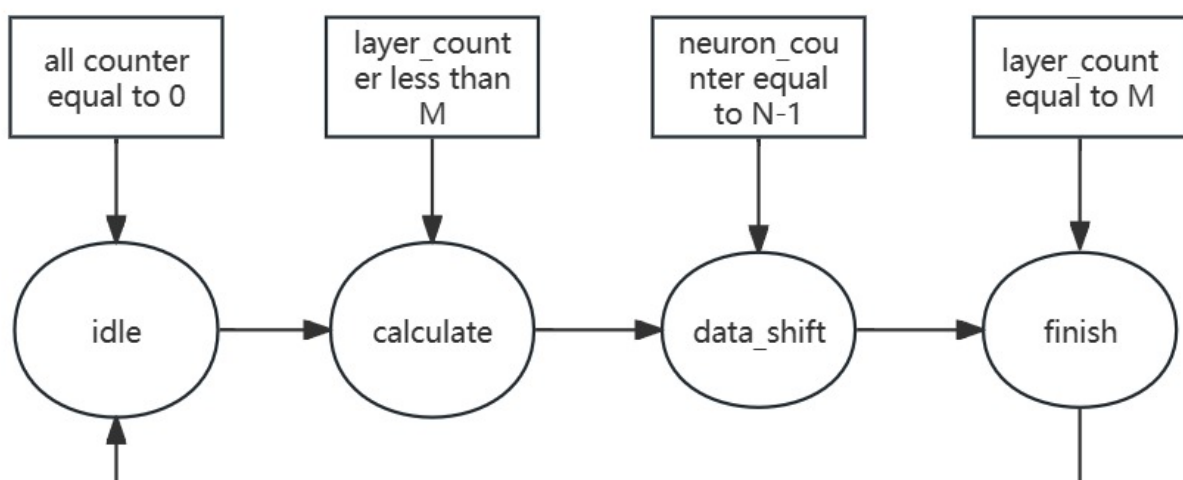 all counter
equal to 0
layer_count
er less than
M
neuron_cou
nter equal
to N-1
layer_count
equal to M
idle
calculate
data_shift
finish